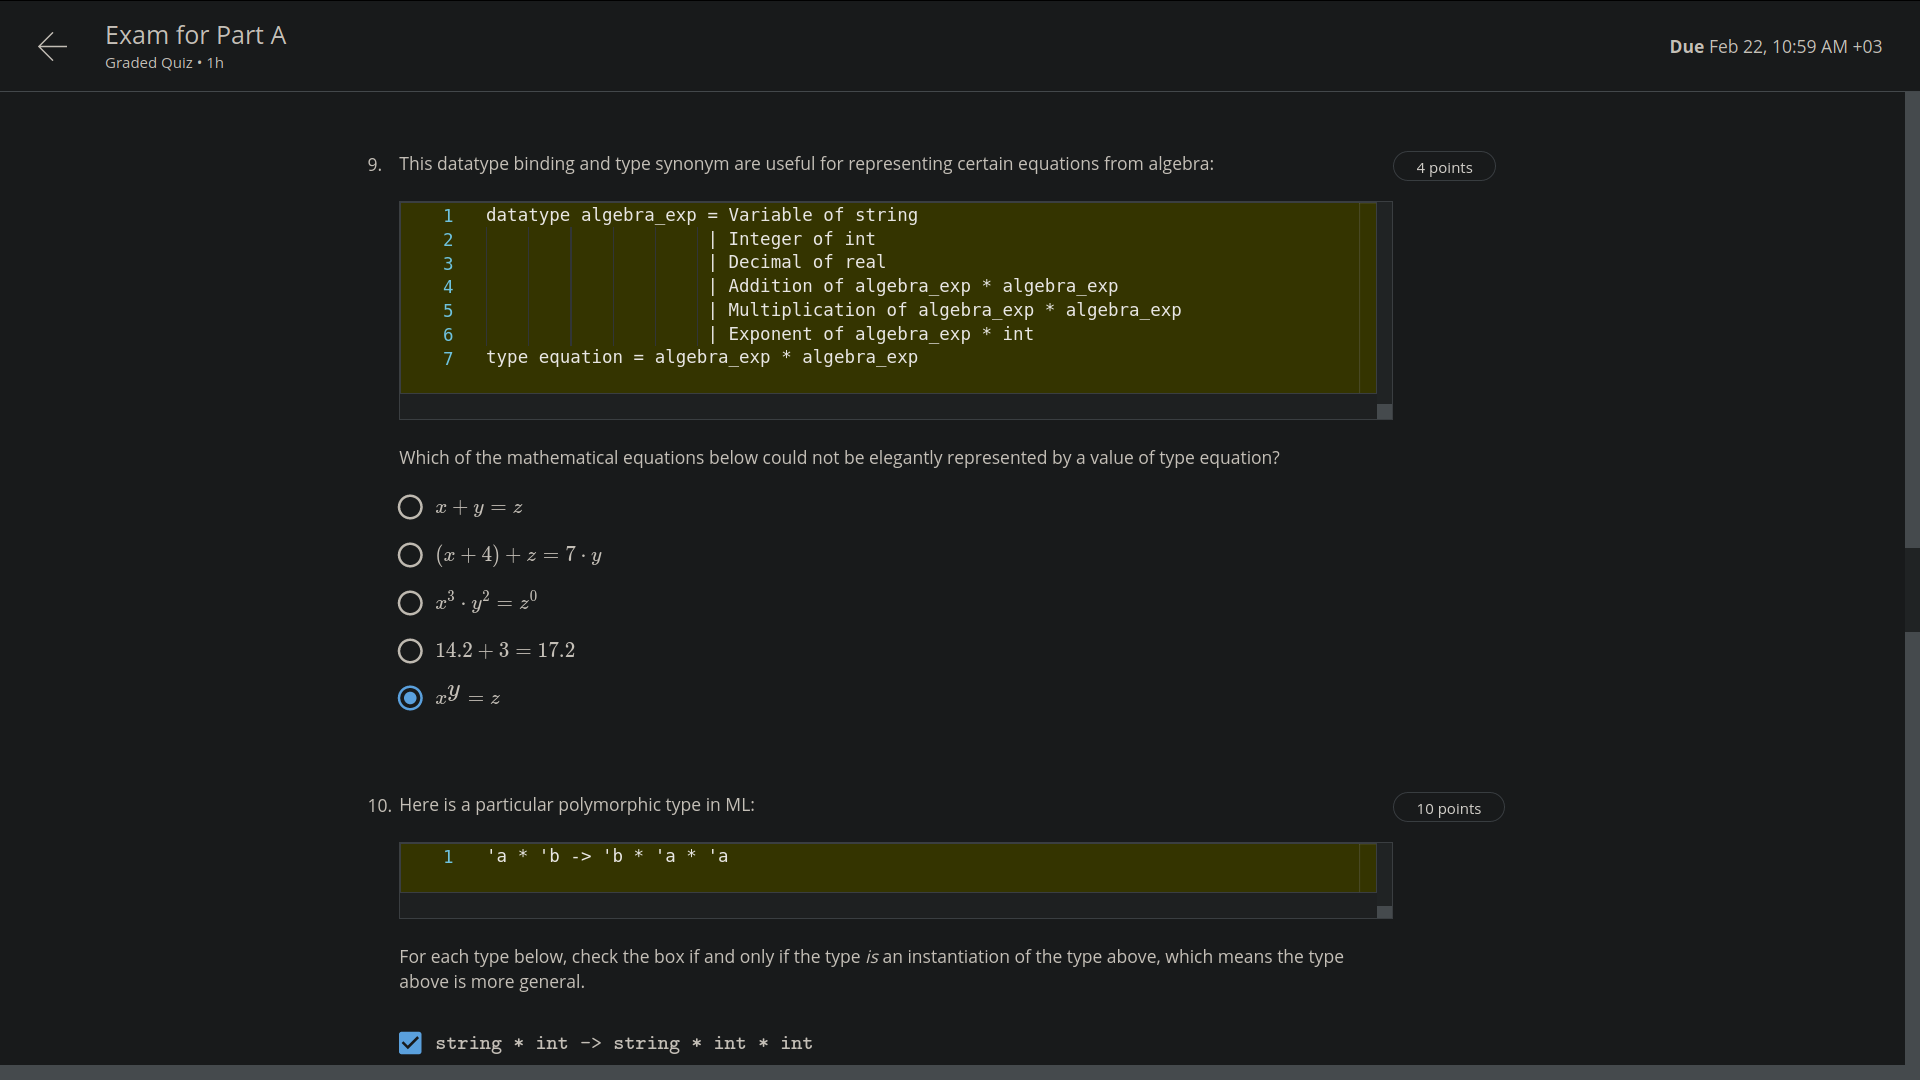 Exam for Part A
Graded Quiz • 1h
Due Feb 22, 10:59 AM +03
9. This datatype binding and type synonym are useful for representing certain equations from algebra:
4 points
1 datatype algebra_exp = Variable of string
2 | Integer of int
3 | Decimal of real
4 | Addition of algebra_exp * algebra_exp
5 | Multiplication of algebra_exp * algebra_exp
6 | Exponent of algebra_exp * int
7 type equation = algebra_exp * algebra_exp
Which of the mathematical equations below could not be elegantly represented by a value of type equation?
x + y = z
(x + 4) + z = 7 · y
x³ · y² = z⁰
14.2 + 3 = 17.2
xʸ = z
10. Here is a particular polymorphic type in ML:
10 points
1 'a * 'b -> 'b * 'a * 'a
For each type below, check the box if and only if the type is an instantiation of the type above, which means the type
above is more general.
string * int -> string * int * int